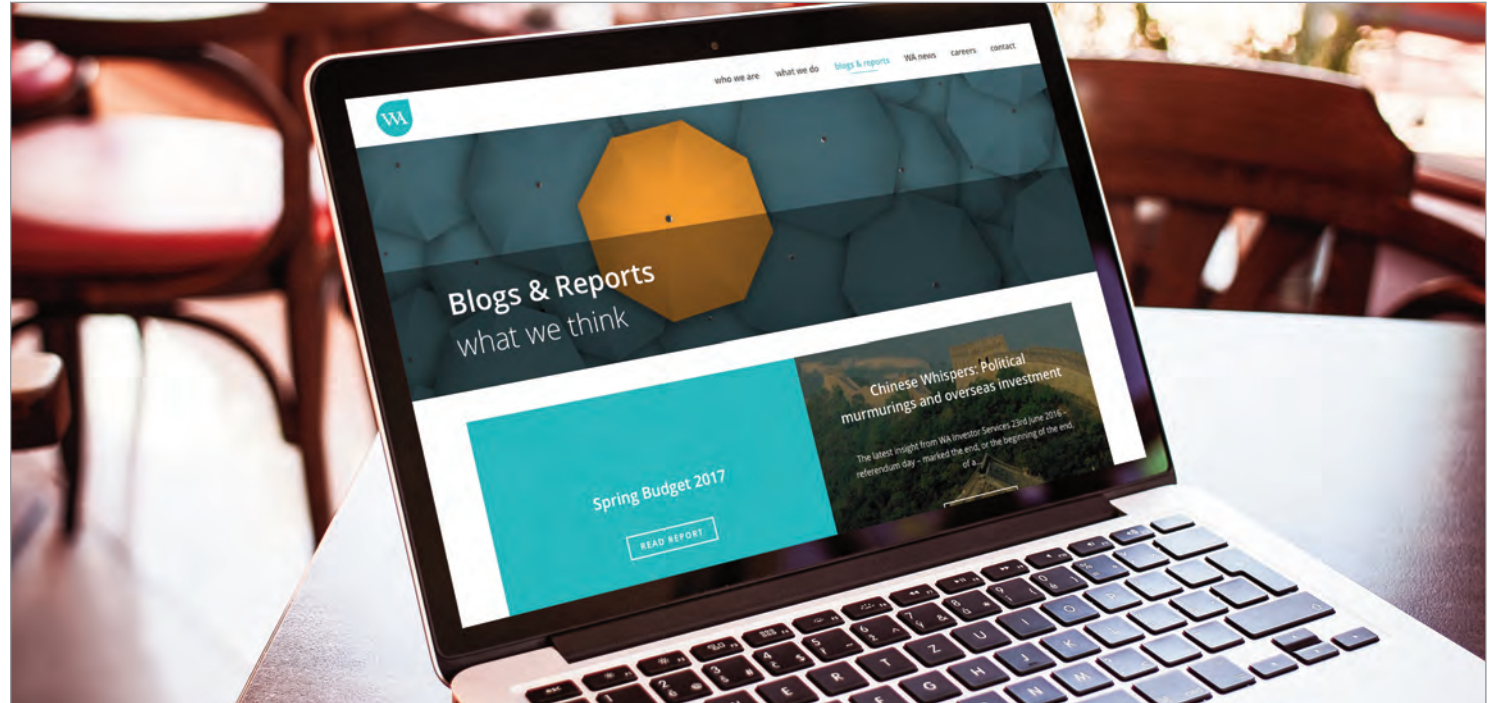 WA
who we are what we do blogs & reports WA news careers contact
Blogs & Reports
what we think
Spring Budget 2017
READ REPORT
Chinese Whispers: Political
murmurings and overseas investment
The latest insight from WA Investor Services 23rd June 2016 –
referendum day – marked the end, or the beginning of the end,
of a...
esc
E R T Z U I O P
F G H J K L
N M